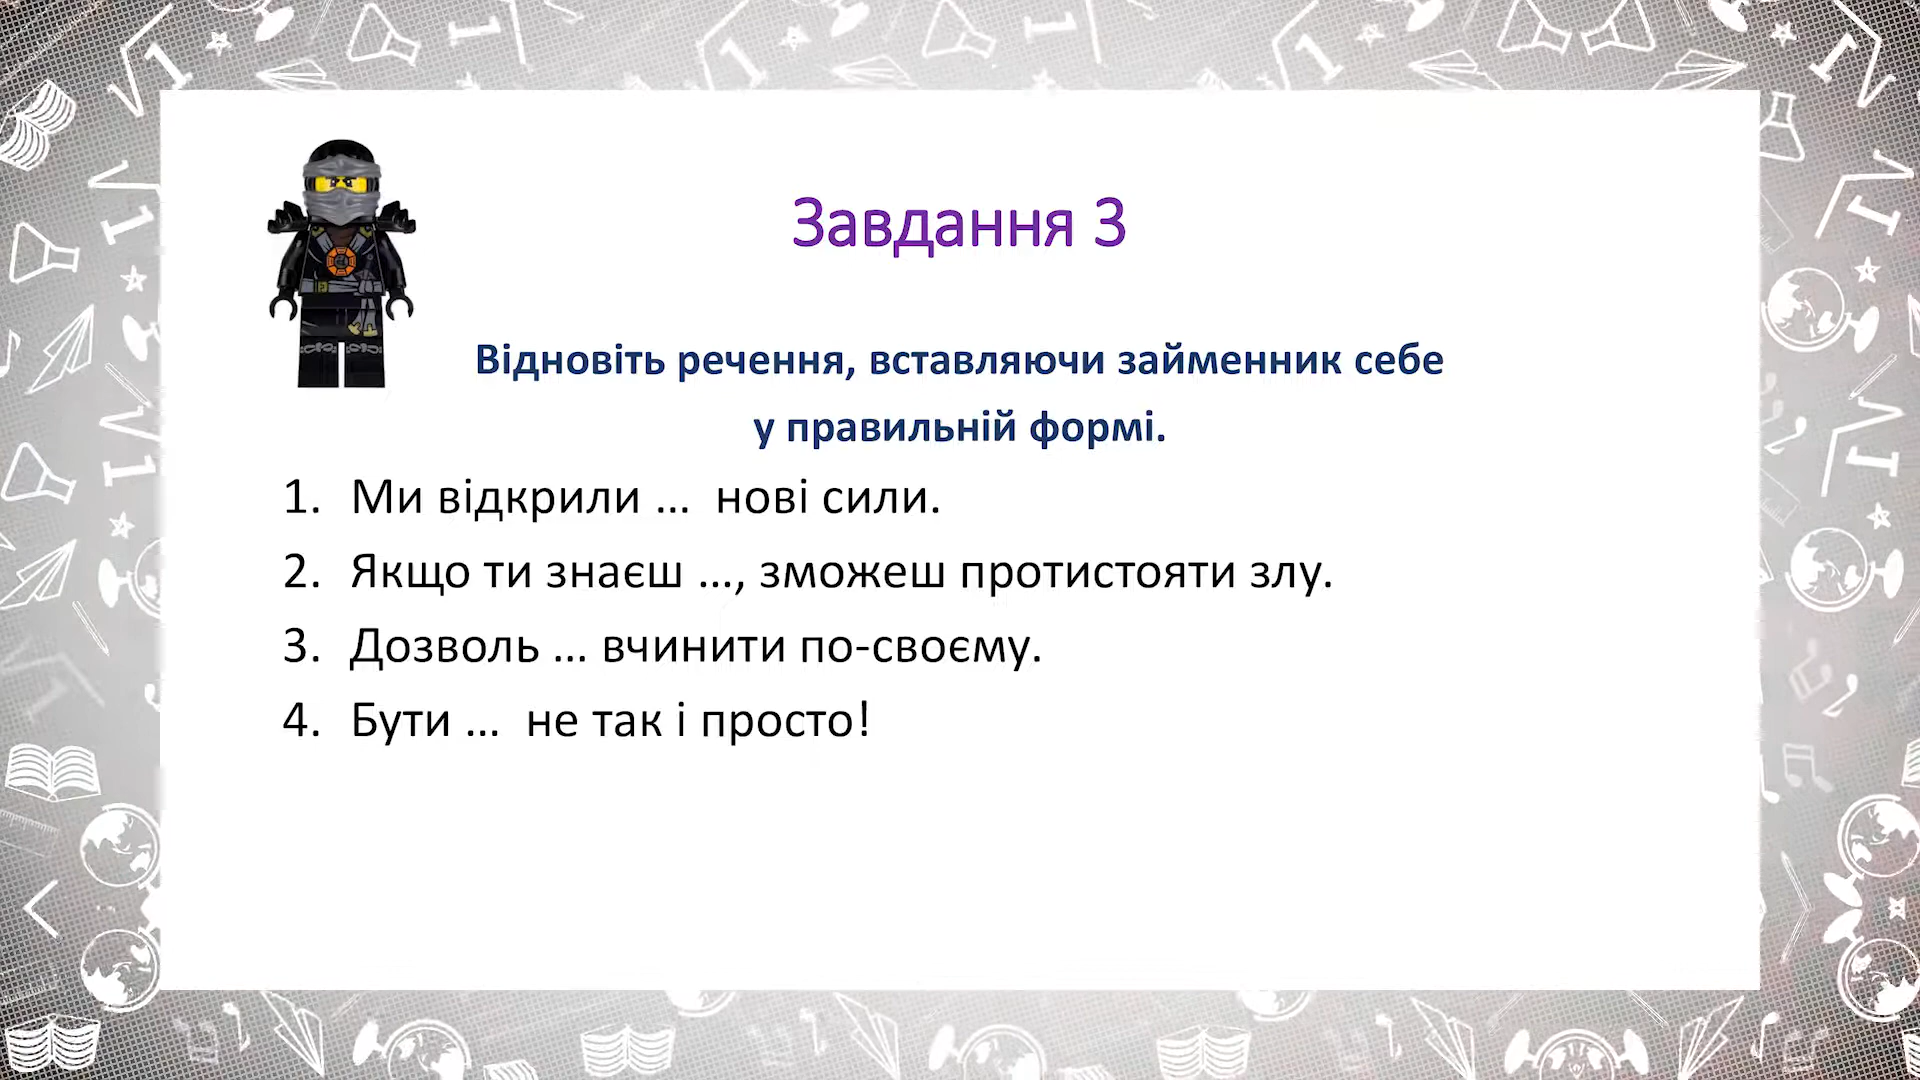 Завдання 3
Відновіть речення, вставляючи займенник себе
у правильній формі.
1. Ми відкрили ... нові сили.
2. Якщо ти знаєш ..., зможеш протистояти злу.
3. Дозволь ... вчинити по-своєму.
4. Бути ... не так і просто!